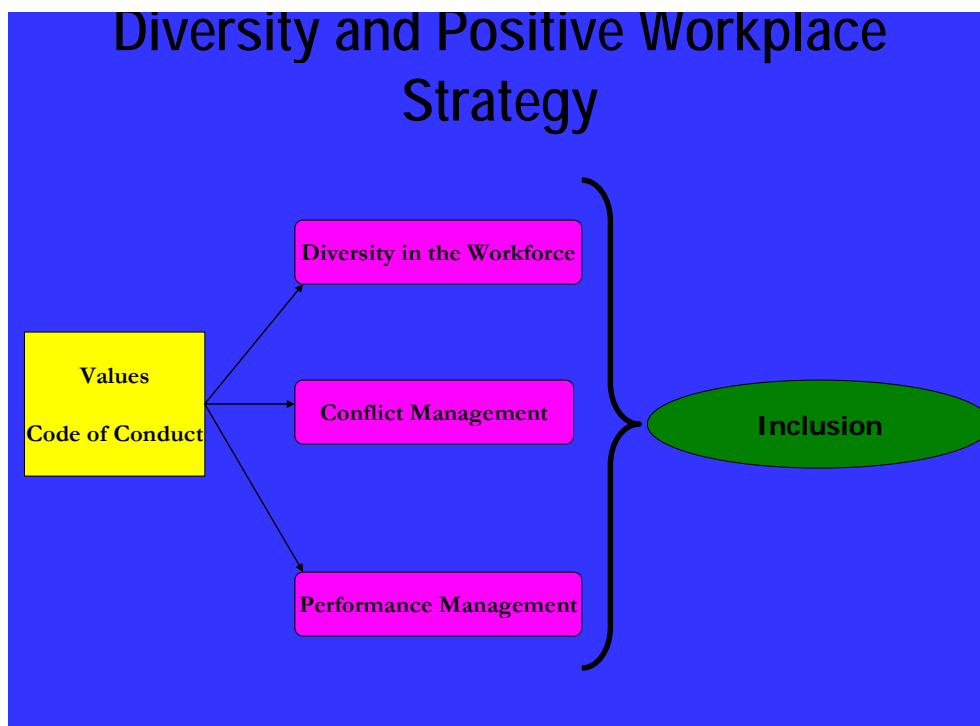 Diversity and Positive Workplace
Strategy
Diversity in the Workforce
Values
Code of Conduct
Conflict Management
Inclusion
Performance Management